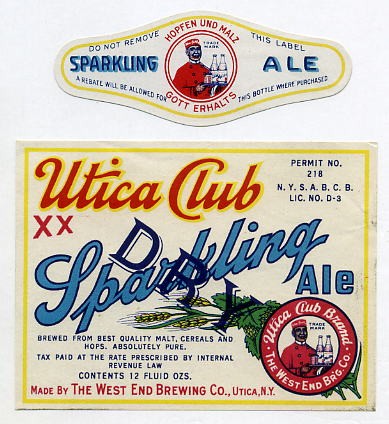 HOPFEN UND MALZ
DO NOT REMOVE THIS LABEL
TRADE MARK
SPARKLING ALE
A REBATE WILL BE ALLOWED FOR THIS BOTTLE WHERE PURCHASED
GOTT ERHALTS
Utica Club
PERMIT NO.
218
N.Y.S.A.B.C.B.
LIC. NO. D-3
XX
DRY
Sparkling
Ale
BREWED FROM BEST QUALITY MALT, CEREALS AND
HOPS. ABSOLUTELY PURE.
TAX PAID AT THE RATE PRESCRIBED BY INTERNAL
REVENUE LAW
CONTENTS 12 FLUID OZS.
MADE BY THE WEST END BREWING CO., UTICA, N.Y.
Utica Club Brand
TRADE MARK
THE WEST END BRG. CO.